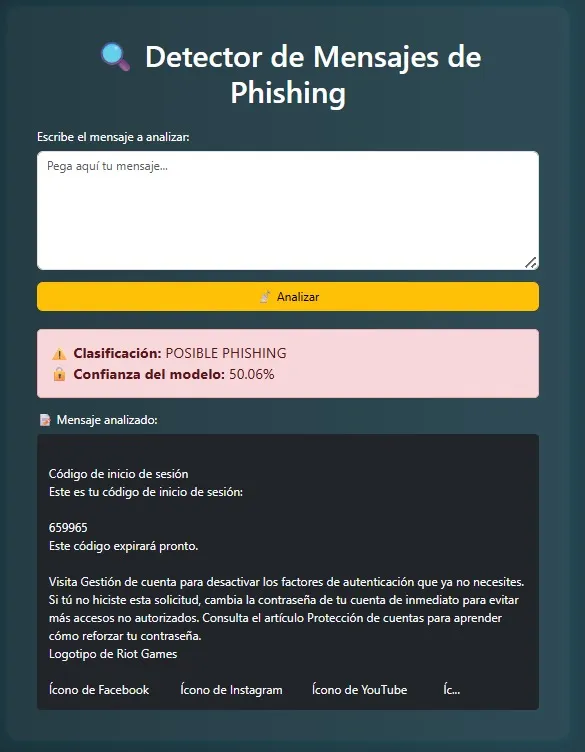 Detector de Mensajes de
Phishing
Escribe el mensaje a analizar:
Pega aquí tu mensaje...
Analizar
Clasificación: POSIBLE PHISHING
Confianza del modelo: 50.06%
Mensaje analizado:
Código de inicio de sesión
Este es tu código de inicio de sesión:
659965
Este código expirará pronto.
Visita Gestión de cuenta para desactivar los factores de autenticación que ya no necesites.
Si tú no hiciste esta solicitud, cambia la contraseña de tu cuenta de inmediato para evitar
más accesos no autorizados. Consulta el artículo Protección de cuentas para aprender
cómo reforzar tu contraseña.
Logotipo de Riot Games
Ícono de Facebook Ícono de Instagram Ícono de YouTube Íc...